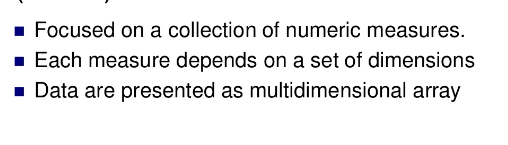 Focused on a collection of numeric measures.
Each measure depends on a set of dimensions
Data are presented as multidimensional array